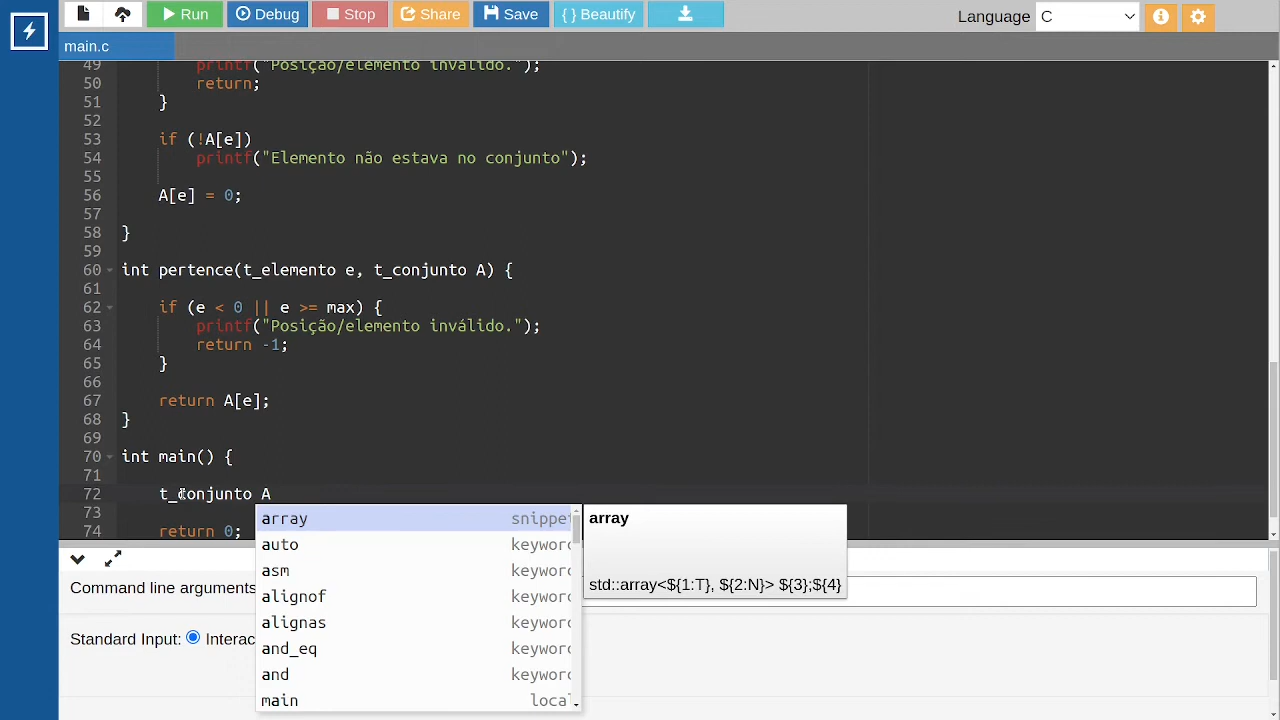 Run Debug Stop Share Save { } Beautify Language C
main.c
49 printf("Posição/elemento inválido.");
50 return;
51 }
52
53 if (!A[e])
54 printf("Elemento não estava no conjunto");
55
56 A[e] = 0;
57
58 }
59
60 int pertence(t_elemento e, t_conjunto A) {
61
62 if (e < 0 || e >= max) {
63 printf("Posição/elemento inválido.");
64 return -1;
65 }
66
67 return A[e];
68 }
69
70 int main() {
71
72 t_conjunto A
73
74 return 0;
array snippet
auto keyword
asm keyword
alignof keyword
alignas keyword
and_eq keyword
and keyword
main local
array
std::array<${1:T}, ${2:N}> ${3};${4}
Command line arguments
Standard Input: Interac